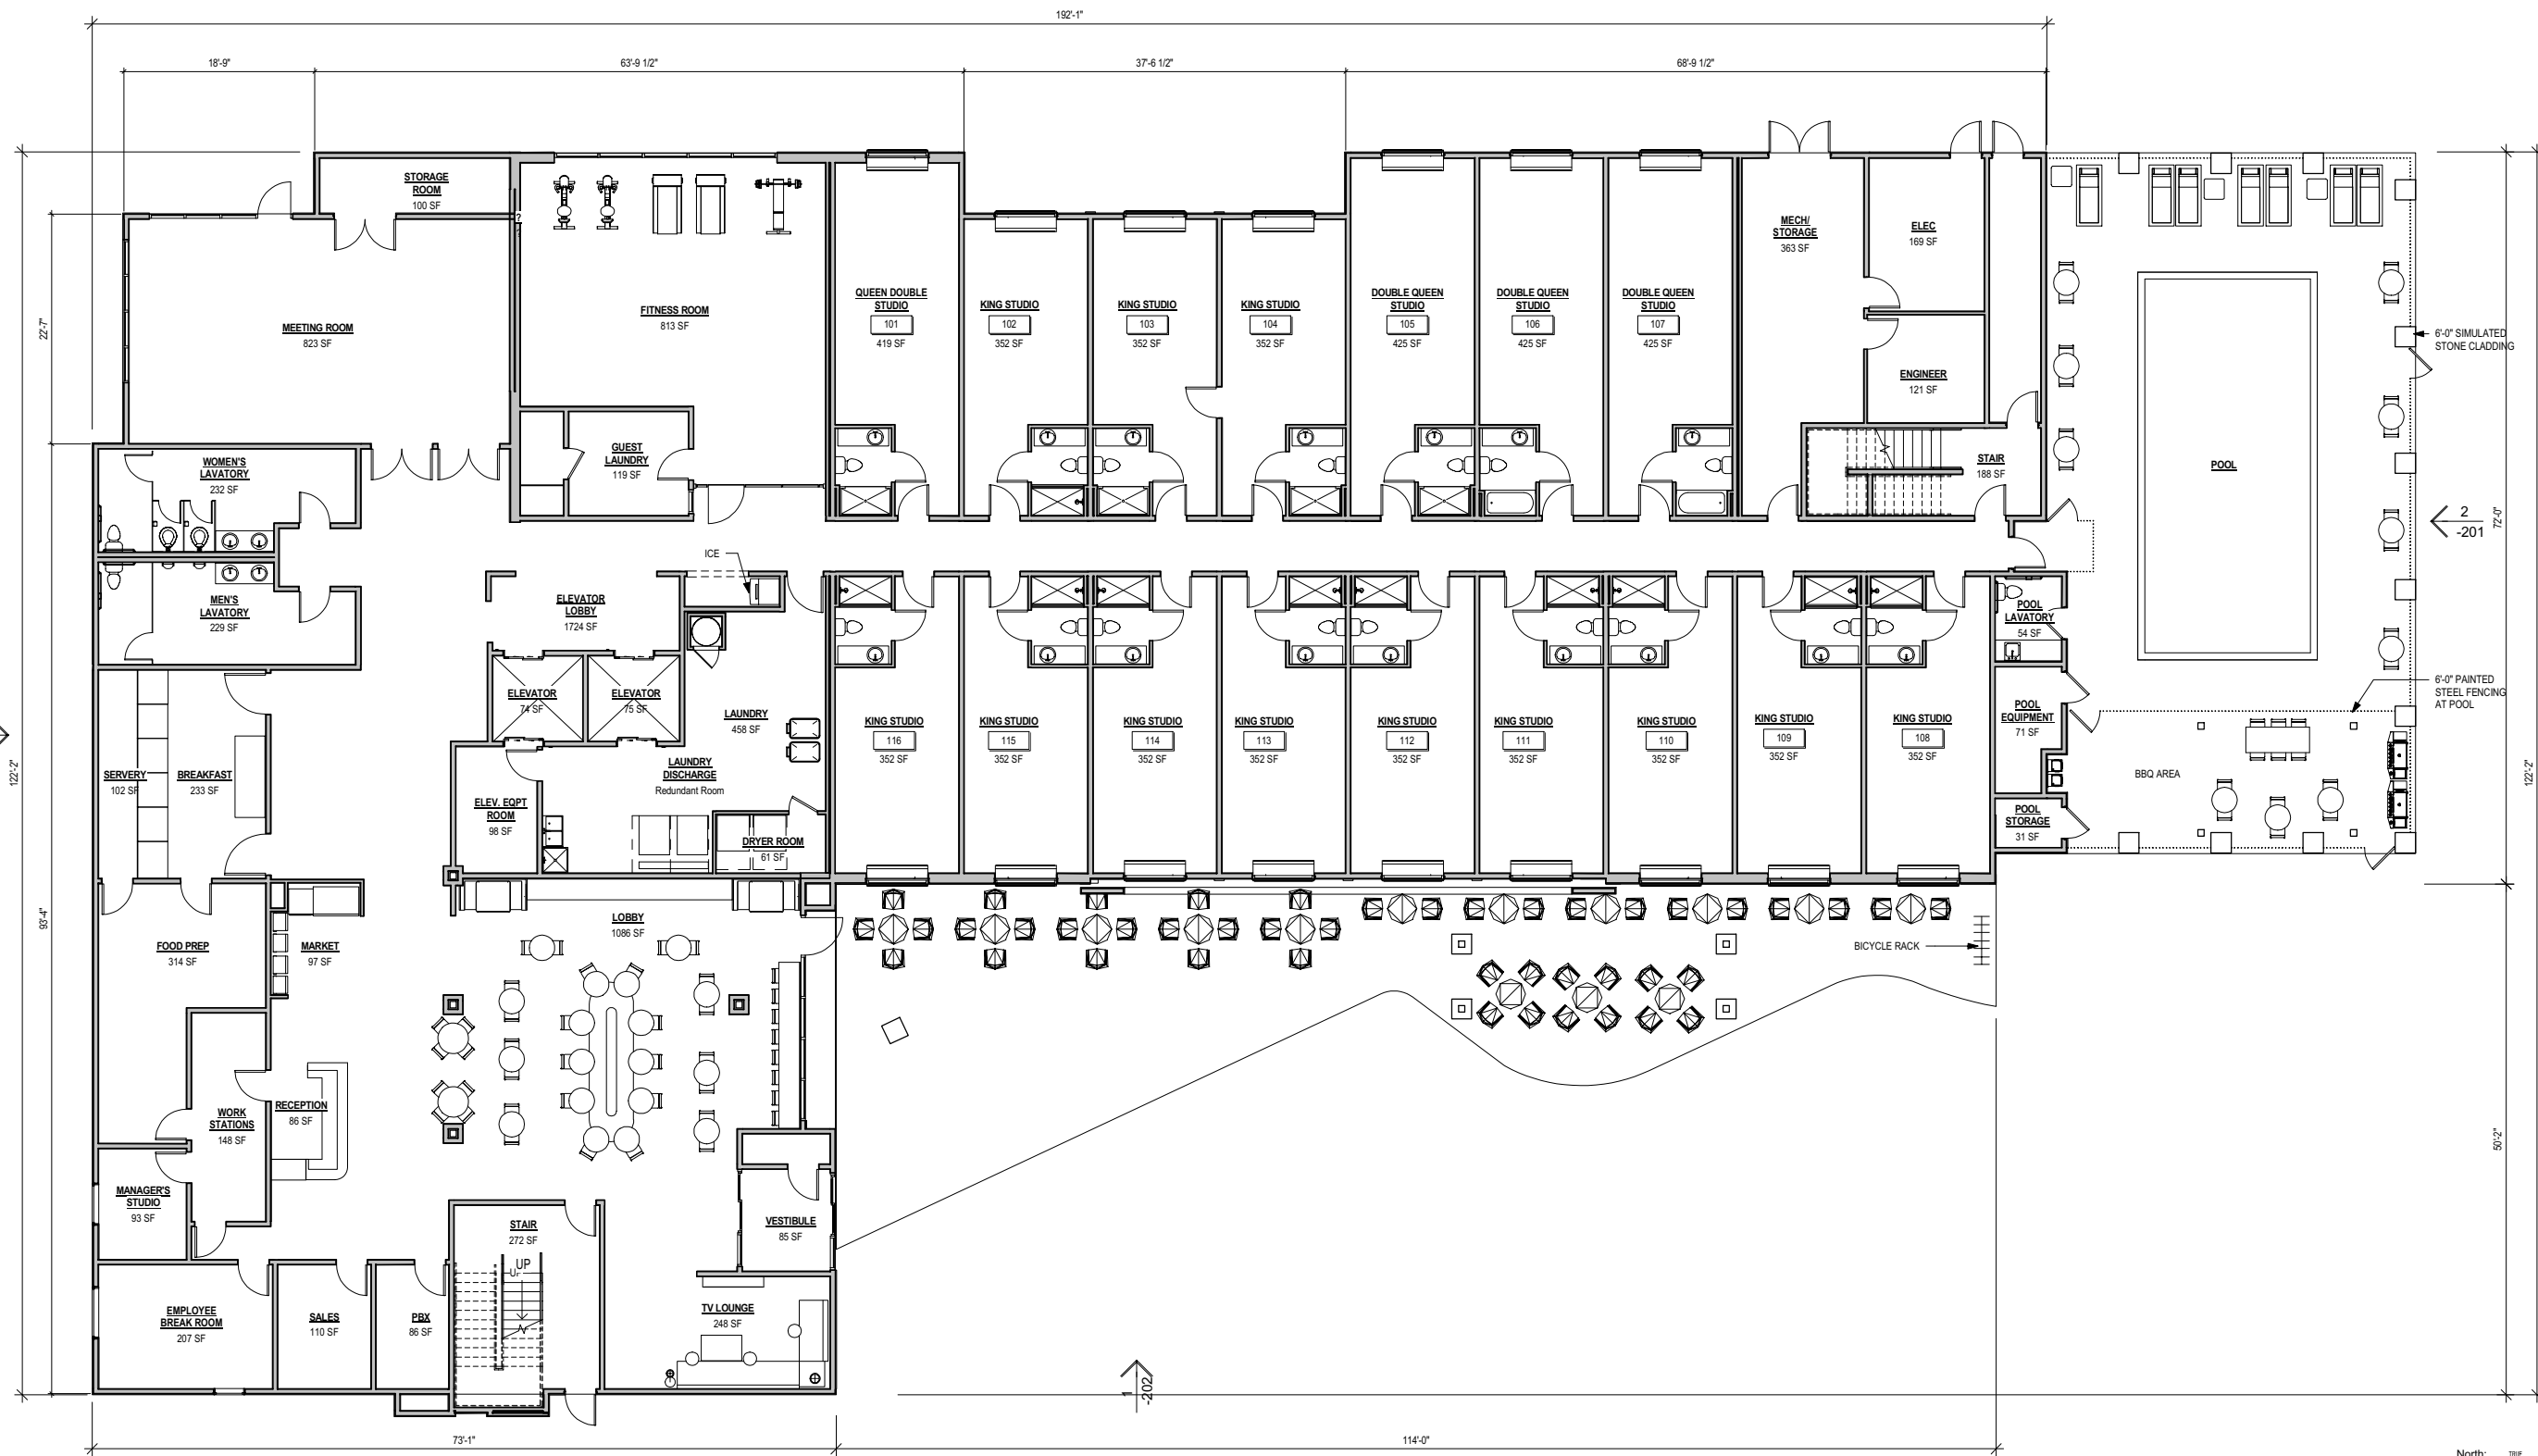 192'-1"
18'-9"
63'-9 1/2"
37'-6 1/2"
68'-9 1/2"
STORAGE
ROOM
100 SF
?
MEETING ROOM
823 SF
FITNESS ROOM
813 SF
QUEEN DOUBLE
STUDIO
101
419 SF
KING STUDIO
102
352 SF
KING STUDIO
103
352 SF
KING STUDIO
104
352 SF
DOUBLE QUEEN
STUDIO
105
425 SF
DOUBLE QUEEN
STUDIO
106
425 SF
DOUBLE QUEEN
STUDIO
107
425 SF
MECH/
STORAGE
363 SF
ELEC
169 SF
ENGINEER
121 SF
STAIR
188 SF
POOL
6'-0" SIMULATED
STONE CLADDING
22'-7"
WOMEN'S
LAVATORY
232 SF
GUEST
LAUNDRY
119 SF
MEN'S
LAVATORY
229 SF
ICE
ELEVATOR
LOBBY
1724 SF
2
-201
72'-0"
ELEVATOR
74 SF
ELEVATOR
75 SF
LAUNDRY
458 SF
LAUNDRY
DISCHARGE
Redundant Room
ELEV. EQPT
ROOM
98 SF
DRYER ROOM
61 SF
SERVERY
102 SF
BREAKFAST
233 SF
KING STUDIO
116
352 SF
KING STUDIO
115
352 SF
KING STUDIO
114
352 SF
KING STUDIO
113
352 SF
KING STUDIO
112
352 SF
KING STUDIO
111
352 SF
KING STUDIO
110
352 SF
KING STUDIO
109
352 SF
KING STUDIO
108
352 SF
POOL
LAVATORY
54 SF
POOL
EQUIPMENT
71 SF
POOL
STORAGE
31 SF
BBQ AREA
6'-0" PAINTED
STEEL FENCING
AT POOL
122'-2"
122'-2"
93'-4"
FOOD PREP
314 SF
MARKET
97 SF
LOBBY
1086 SF
BICYCLE RACK
RECEPTION
86 SF
WORK
STATIONS
148 SF
MANAGER'S
STUDIO
93 SF
STAIR
272 SF
UP
VESTIBULE
85 SF
50'-2"
EMPLOYEE
BREAK ROOM
207 SF
SALES
110 SF
PBX
86 SF
TV LOUNGE
248 SF
1
-202
73'-1"
114'-0"
North:
TRUE